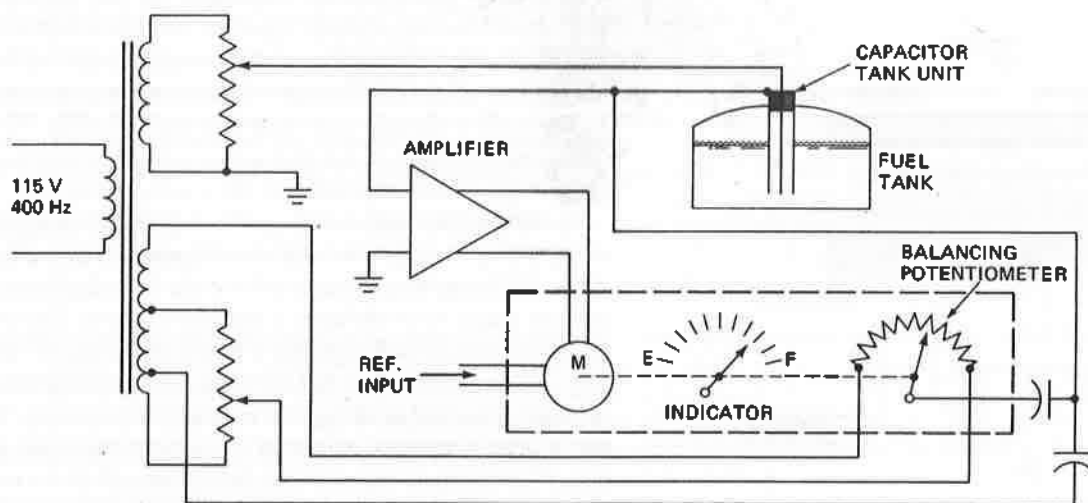 CAPACITOR
TANK UNIT
AMPLIFIER
FUEL
TANK
115 V
400 Hz
BALANCING
POTENTIOMETER
REF.
INPUT
M
E
F
INDICATOR